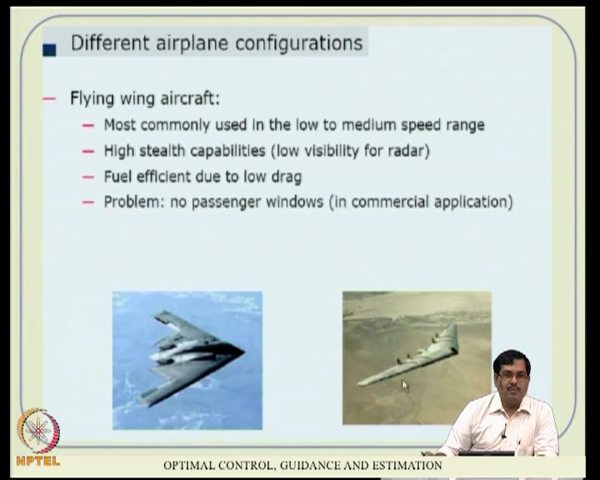 Different airplane configurations
Flying wing aircraft:
Most commonly used in the low to medium speed range
High stealth capabilities (low visibility for radar)
Fuel efficient due to low drag
Problem: no passenger windows (in commercial application)
NPTEL
OPTIMAL CONTROL, GUIDANCE AND ESTIMATION